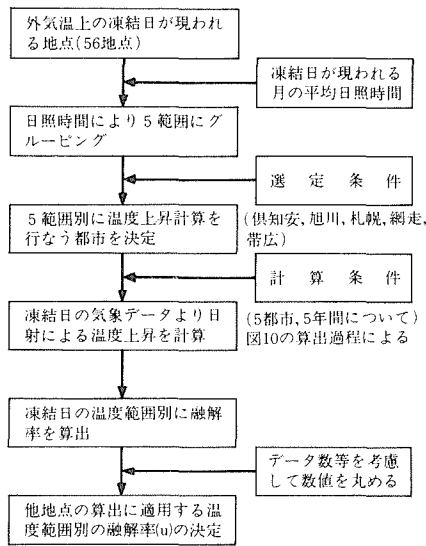 外気温上の凍結日が現われ
る地点(56地点)
凍結日が現われる
月の平均日照時間
日照時間により5範囲にグ
ルーピング
選定条件
5範囲別に温度上昇計算を
行なう都市を決定
(倶知安,旭川,札幌,網走,
帯広)
計算条件
凍結日の気象データより日
射による温度上昇を計算
(5都市,5年間について)
図10の算出過程による
凍結日の温度範囲別に融解
率を算出
データ数等を考慮
して数値を丸める
他地点の算出に適用する温
度範囲別の融解率(u)の決定